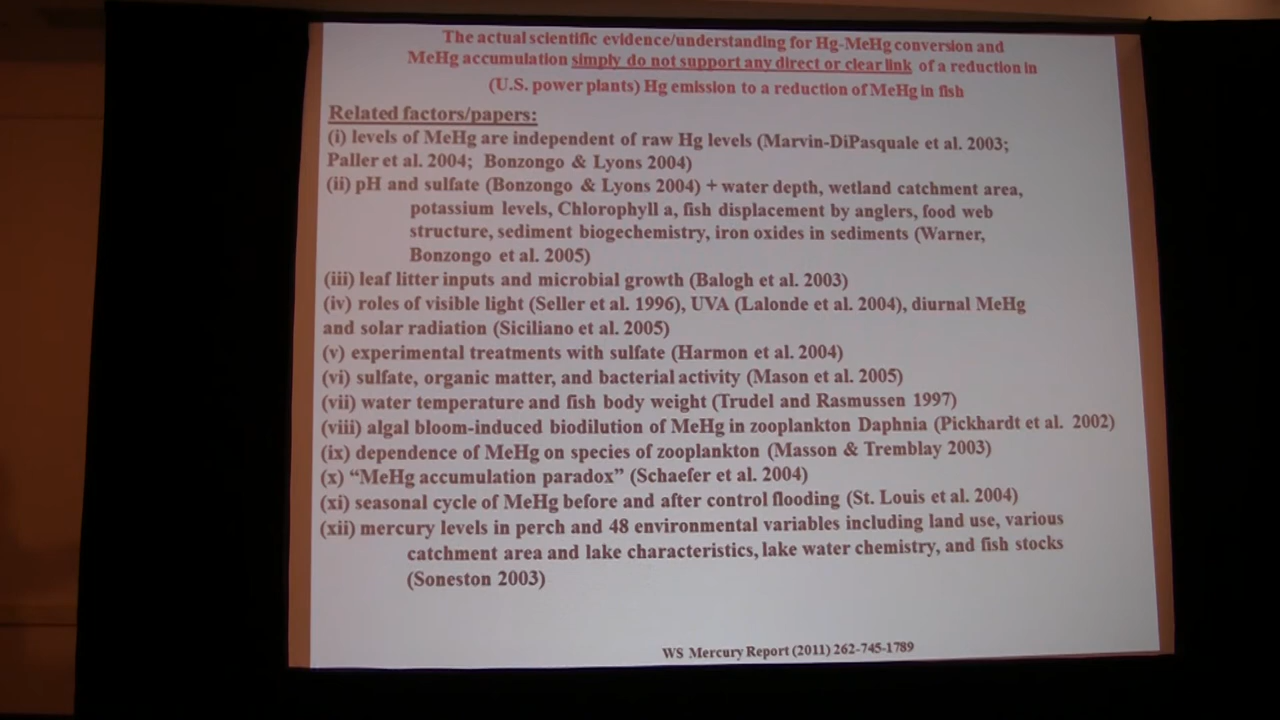 The actual scientific evidence/understanding for Hg-MeHg conversion and
MeHg accumulation simply do not support any direct or clear link of a reduction in
(U.S. power plants) Hg emission to a reduction of MeHg in fish
Related factors/papers:
(i) levels of MeHg are independent of raw Hg levels (Marvin-DiPasquale et al. 2003;
Paller et al. 2004; Bonzongo & Lyons 2004)
(ii) pH and sulfate (Bonzongo & Lyons 2004) + water depth, wetland catchment area,
potassium levels, Chlorophyll a, fish displacement by anglers, food web
structure, sediment biogechemistry, iron oxides in sediments (Warner,
Bonzongo et al. 2005)
(iii) leaf litter inputs and microbial growth (Balogh et al. 2003)
(iv) roles of visible light (Seller et al. 1996), UVA (Lalonde et al. 2004), diurnal MeHg
and solar radiation (Siciliano et al. 2005)
(v) experimental treatments with sulfate (Harmon et al. 2004)
(vi) sulfate, organic matter, and bacterial activity (Mason et al. 2005)
(vii) water temperature and fish body weight (Trudel and Rasmussen 1997)
(viii) algal bloom-induced biodilution of MeHg in zooplankton Daphnia (Pickhardt et al. 2002)
(ix) dependence of MeHg on species of zooplankton (Masson & Tremblay 2003)
(x) “MeHg accumulation paradox” (Schaefer et al. 2004)
(xi) seasonal cycle of MeHg before and after control flooding (St. Louis et al. 2004)
(xii) mercury levels in perch and 48 environmental variables including land use, various
catchment area and lake characteristics, lake water chemistry, and fish stocks
(Soneston 2003)
WS Mercury Report (2011) 262-745-1789